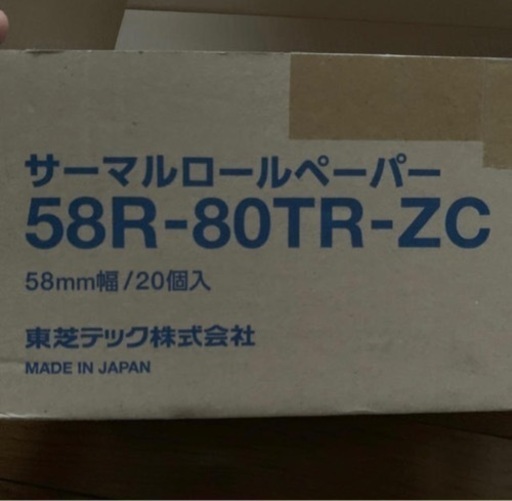 サーマルロールペーパー
58R-80TR-ZC
58mm幅/20個入
東芝テック株式会社
MADE IN JAPAN